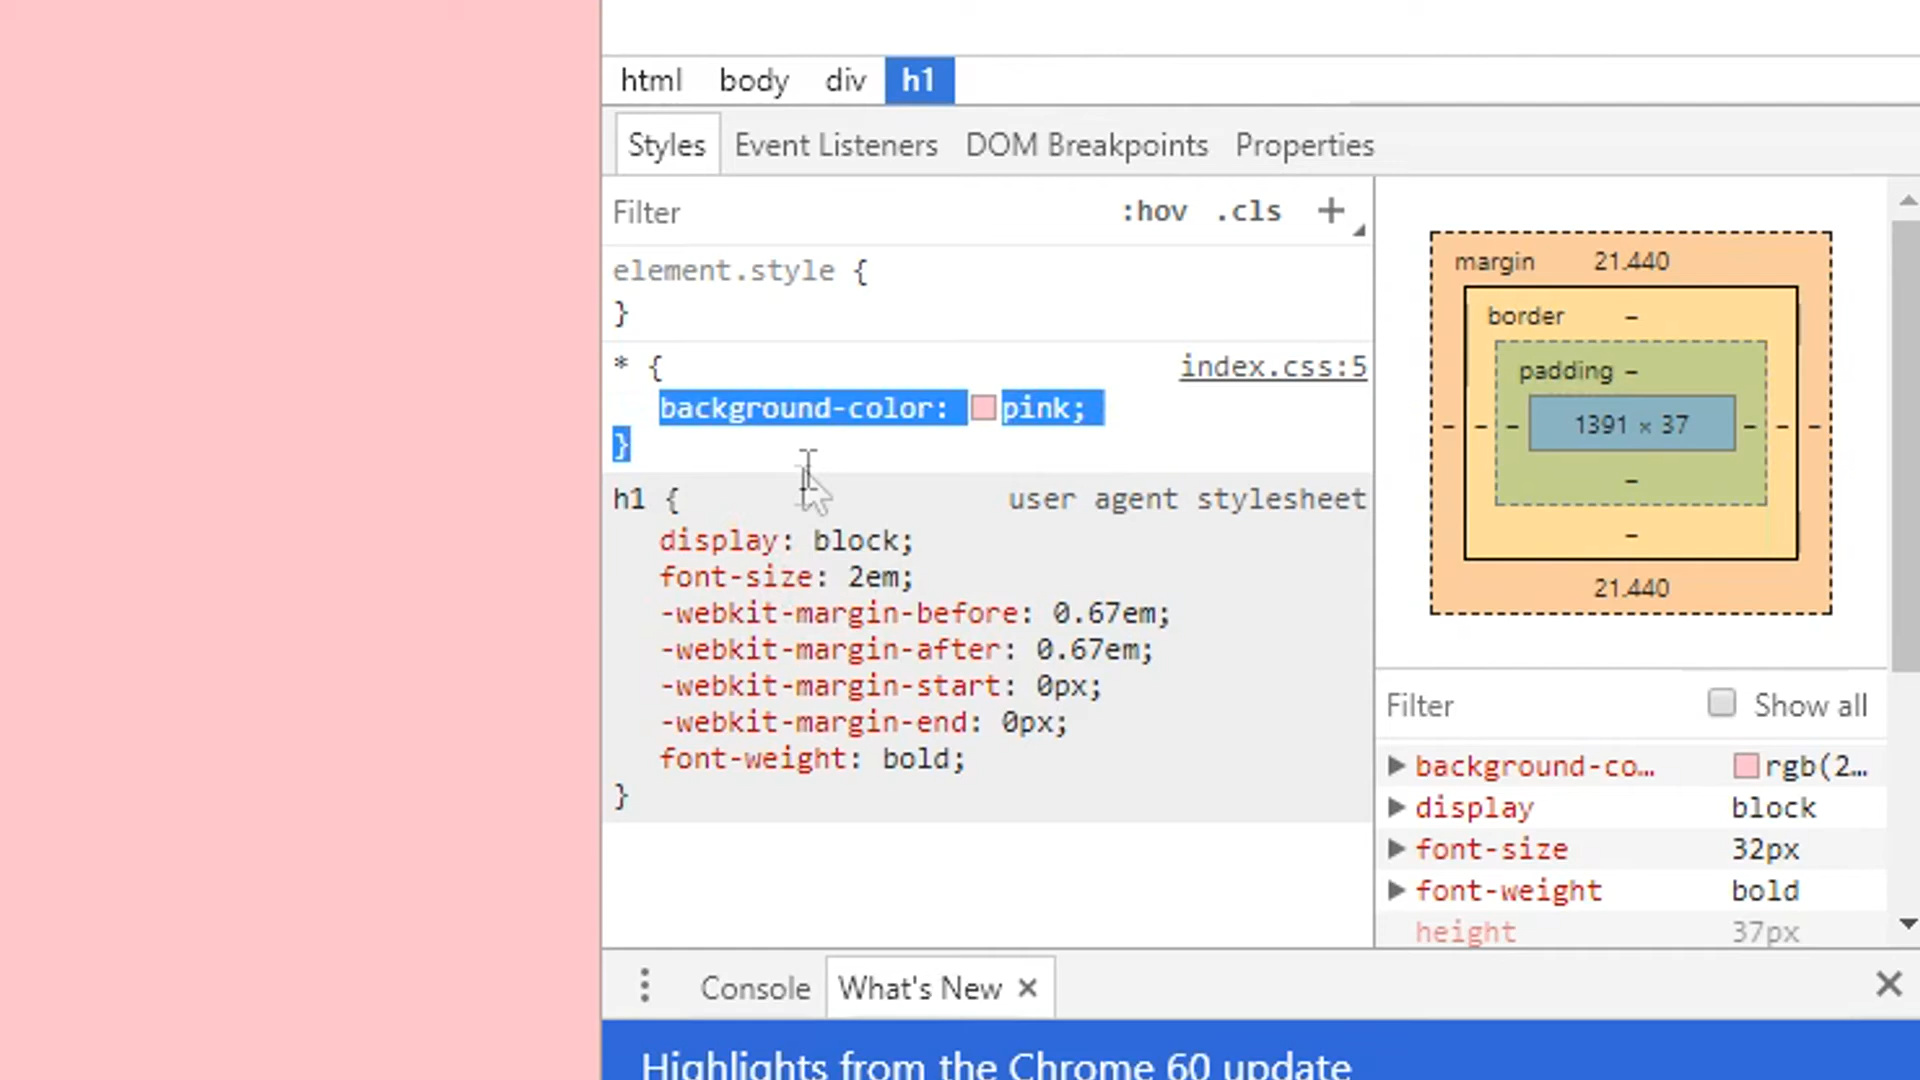 html body div h1
Styles Event Listeners DOM Breakpoints Properties
Filter :hov .cls +
element.style {
}
* { index.css:5
background-color: pink;
}
h1 { user agent stylesheet
display: block;
font-size: 2em;
-webkit-margin-before: 0.67em;
-webkit-margin-after: 0.67em;
-webkit-margin-start: 0px;
-webkit-margin-end: 0px;
font-weight: bold;
}
margin 21.440
border –
padding –
– – – 1391 × 37 – – –
–
–
21.440
Filter Show all
background-co… rgb(2…
display block
font-size 32px
font-weight bold
height 37px
Console What's New ×
Highlights from the Chrome 60 update